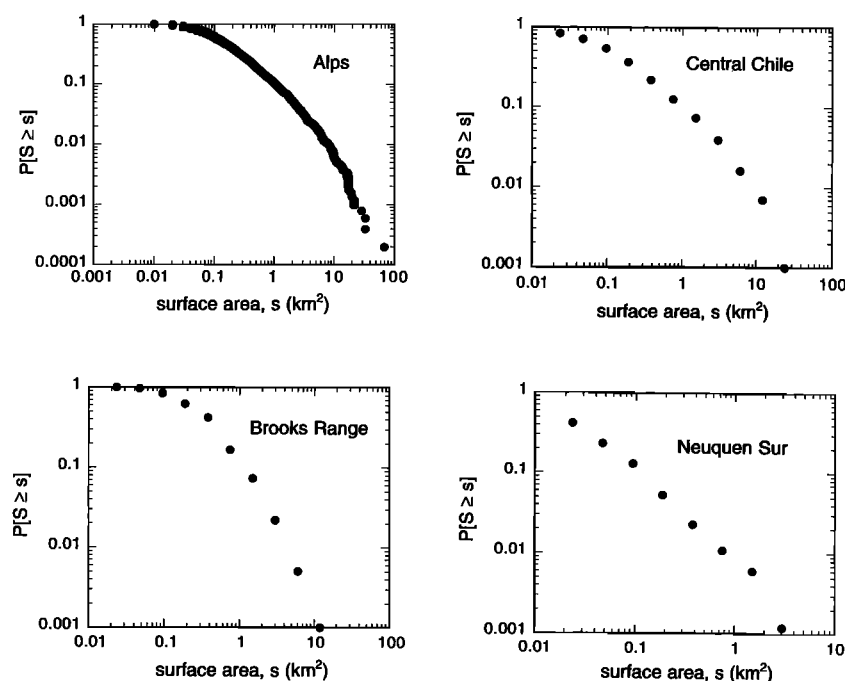 1
0.1
0.01
0.001
0.0001
P[S ≥ s]
Alps
0.001 0.01 0.1 1 10 100
surface area, s (km²)
1
0.1
0.01
0.001
P[S ≥ s]
Central Chile
0.01 0.1 1 10 100
surface area, s (km²)
1
0.1
0.01
0.001
P[S ≥ s]
Brooks Range
0.01 0.1 1 10 100
surface area, s (km²)
1
0.1
0.01
0.001
P[S ≥ s]
Neuquen Sur
0.01 0.1 1 10
surface area, s (km²)